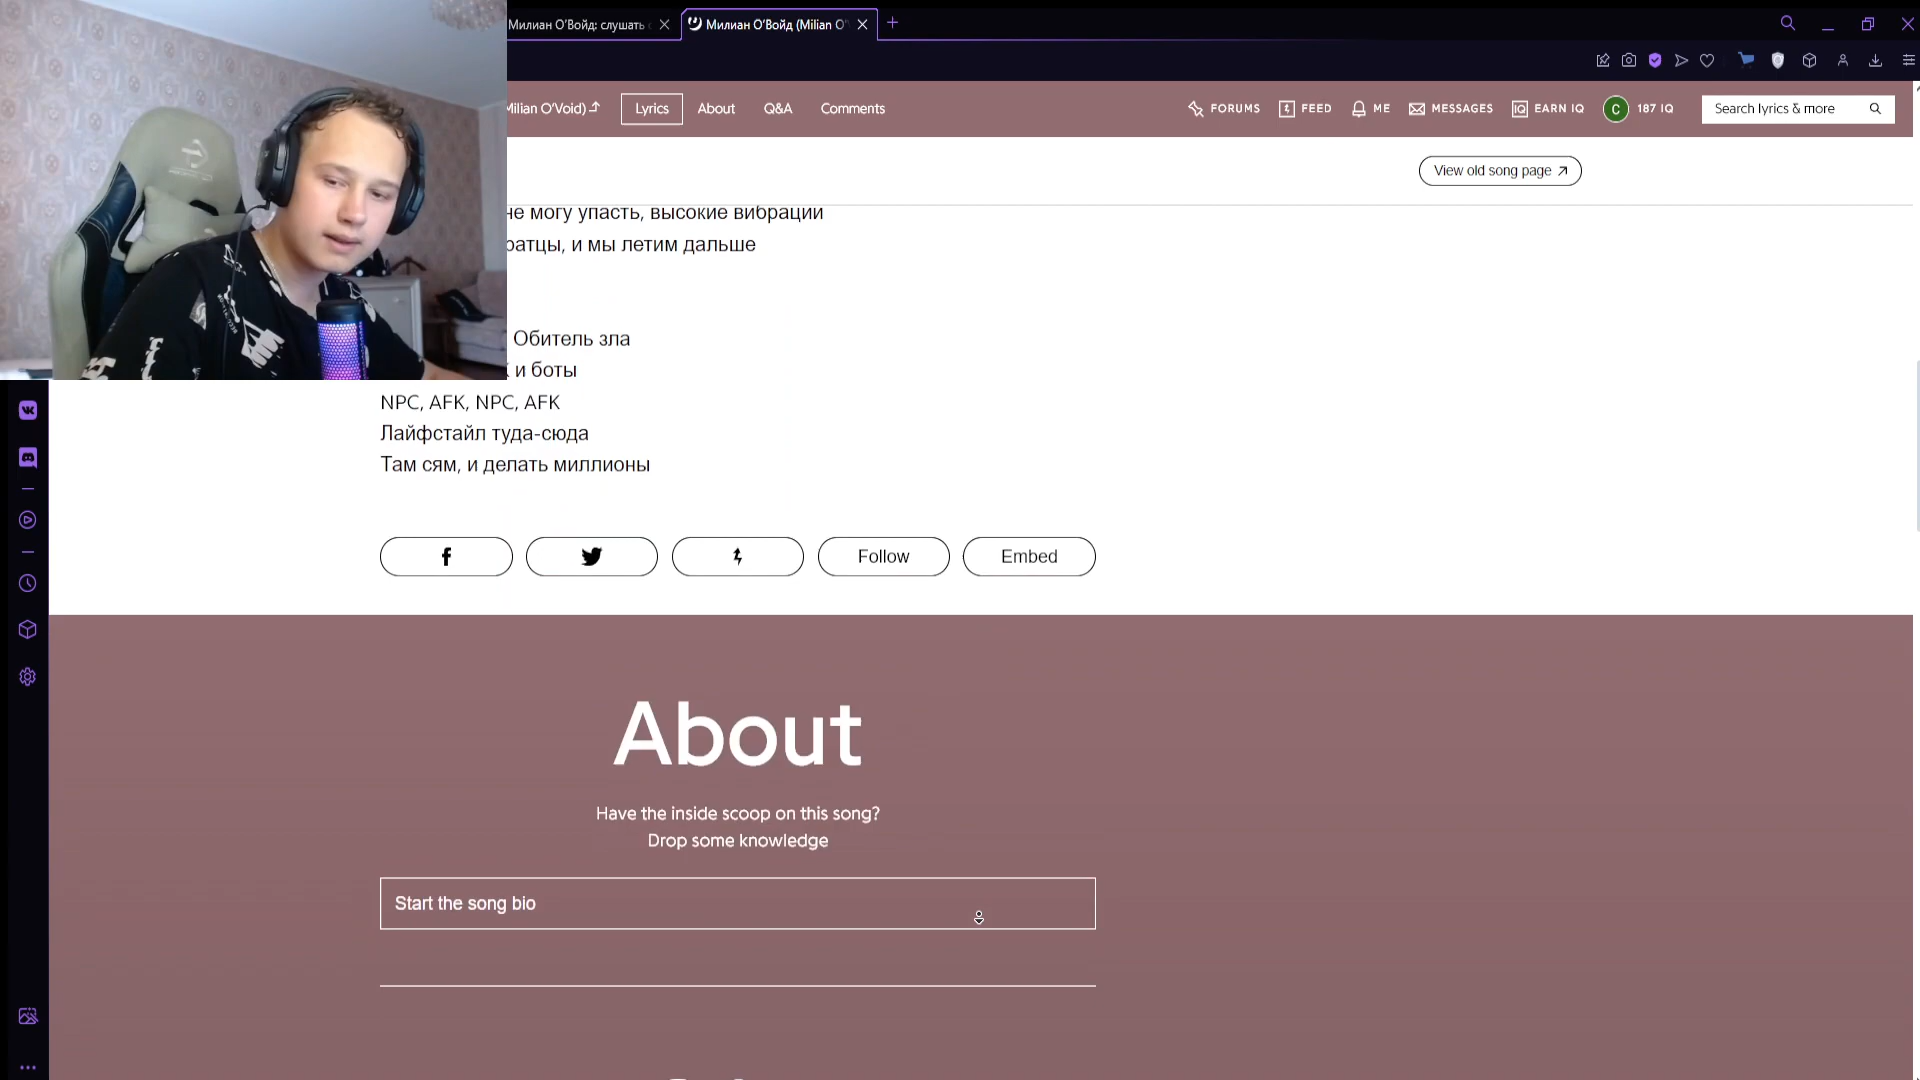 Милиан О'Войд: слушать
Милиан О'Войд (Milian O'
Milian O'Void)
Lyrics
About
Q&A
Comments
FORUMS
FEED
ME
MESSAGES
EARN IQ
C
187 IQ
Search lyrics & more
View old song page
не могу упасть, высокие вибрации
и мы летим дальше
Обитель зла
и боты
NPC, AFK, NPC, AFK
Лайфстайл туда-сюда
Там сям, и делать миллионы
Follow
Embed
About
Have the inside scoop on this song?
Drop some knowledge
Start the song bio